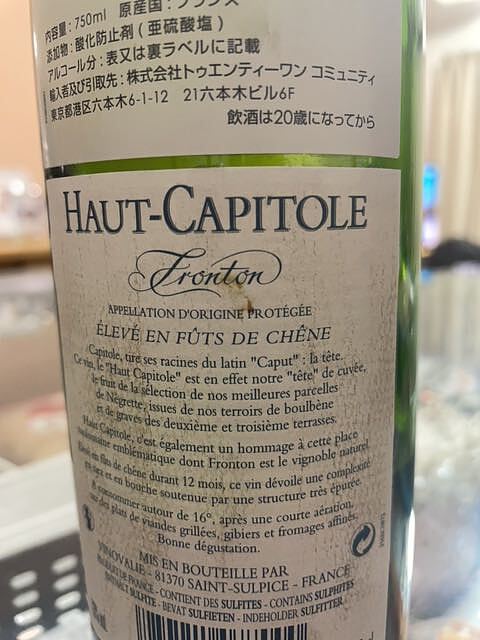 内容量:750ml 原産国:フランス
添加物:酸化防止剤(亜硫酸塩)
アルコール分:表又は裏ラベルに記載
輸入者及び引取先:株式会社トゥエンティーワン コミュニティ
東京都港区六本木6-1-12 21六本木ビル6F
飲酒は20歳になってから
HAUT-CAPITOLE
Fronton
APPELLATION D'ORIGINE PROTÉGÉE
ÉLEVÉ EN FÛTS DE CHÊNE
Capitole, tire ses racines du latin "Caput" : la tête.
Ce vin, le "Haut Capitole" est en effet notre "tête" de cuvée,
le fruit de la sélection de nos meilleures parcelles
de Négrette, issues de nos terroirs de boulbène
et de graves des deuxième et troisième terrasses.
Haut Capitole, c'est également un hommage à cette place
toulousaine emblématique dont Fronton est le vignoble naturel.
Elevé en fûts de chêne durant 12 mois, ce vin dévoile une complexité
en nez et en bouche soutenue par une structure très épurée.
A consommer autour de 16°, après une courte aération,
sur des plats de viandes grillées, gibiers et fromages affinés.
Bonne dégustation.
MIS EN BOUTEILLE PAR
VINOVALIE - 81370 SAINT-SULPICE - FRANCE
PRODUIT DE FRANCE - CONTIENT DES SULFITES - CONTAINS SULPHITES
ENTHÄLT SULFITE - BEVAT SULFIETEN - INDEHOLDER SULFITTER